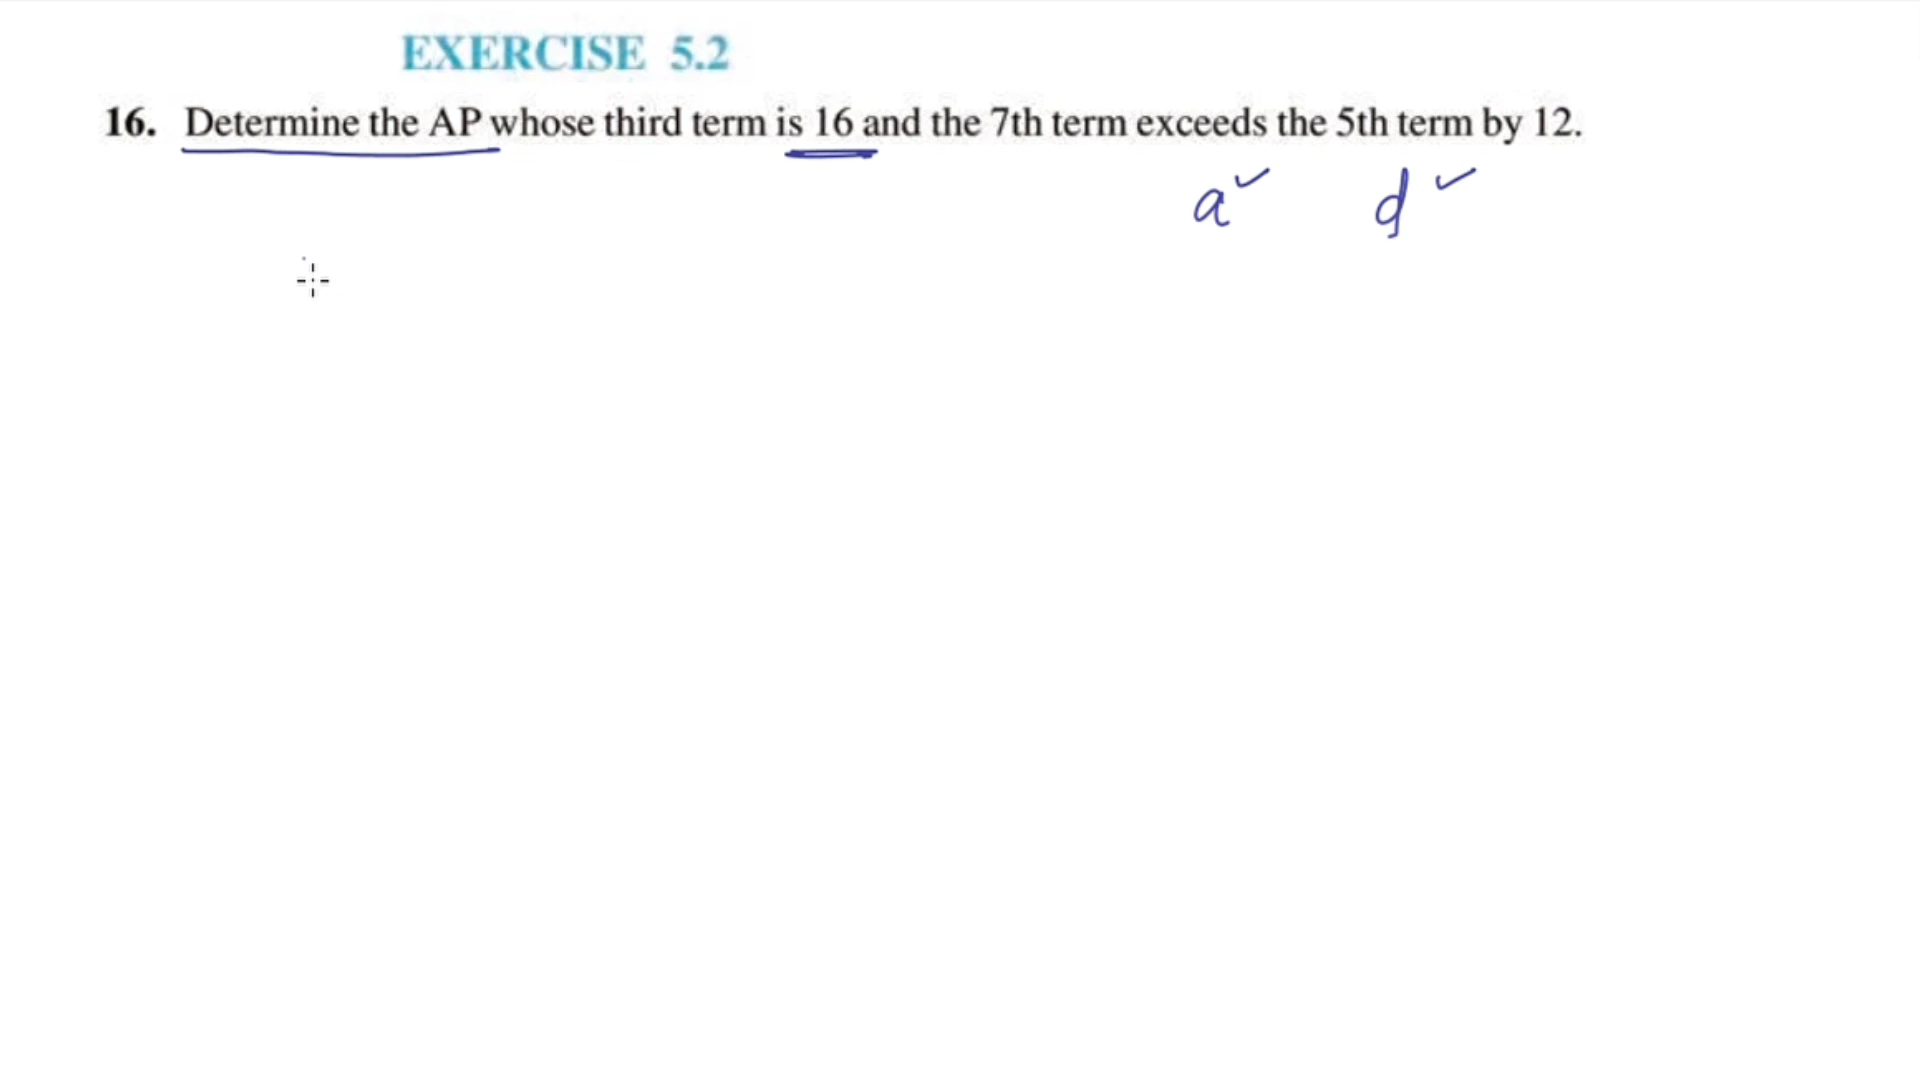 EXERCISE 5.2
16. Determine the AP whose third term is 16 and the 7th term exceeds the 5th term by 12.
a d